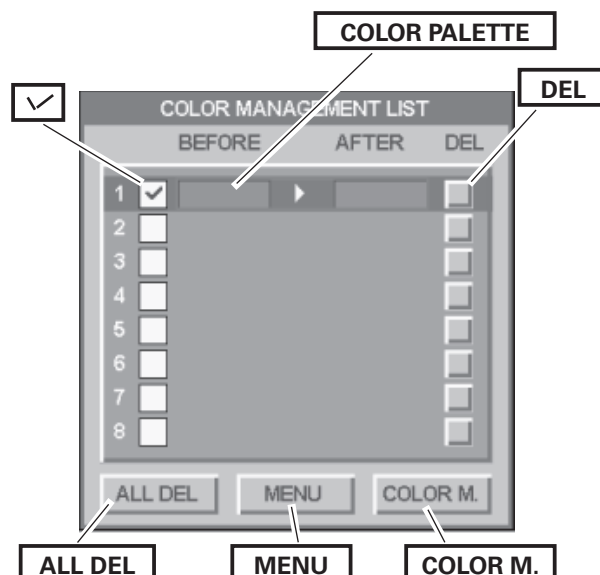 COLOR PALETTE
DEL
COLOR MANAGEMENT LIST
BEFORE AFTER DEL
1
2
3
4
5
6
7
8
ALL DEL MENU COLOR M.
ALL DEL MENU COLOR M.